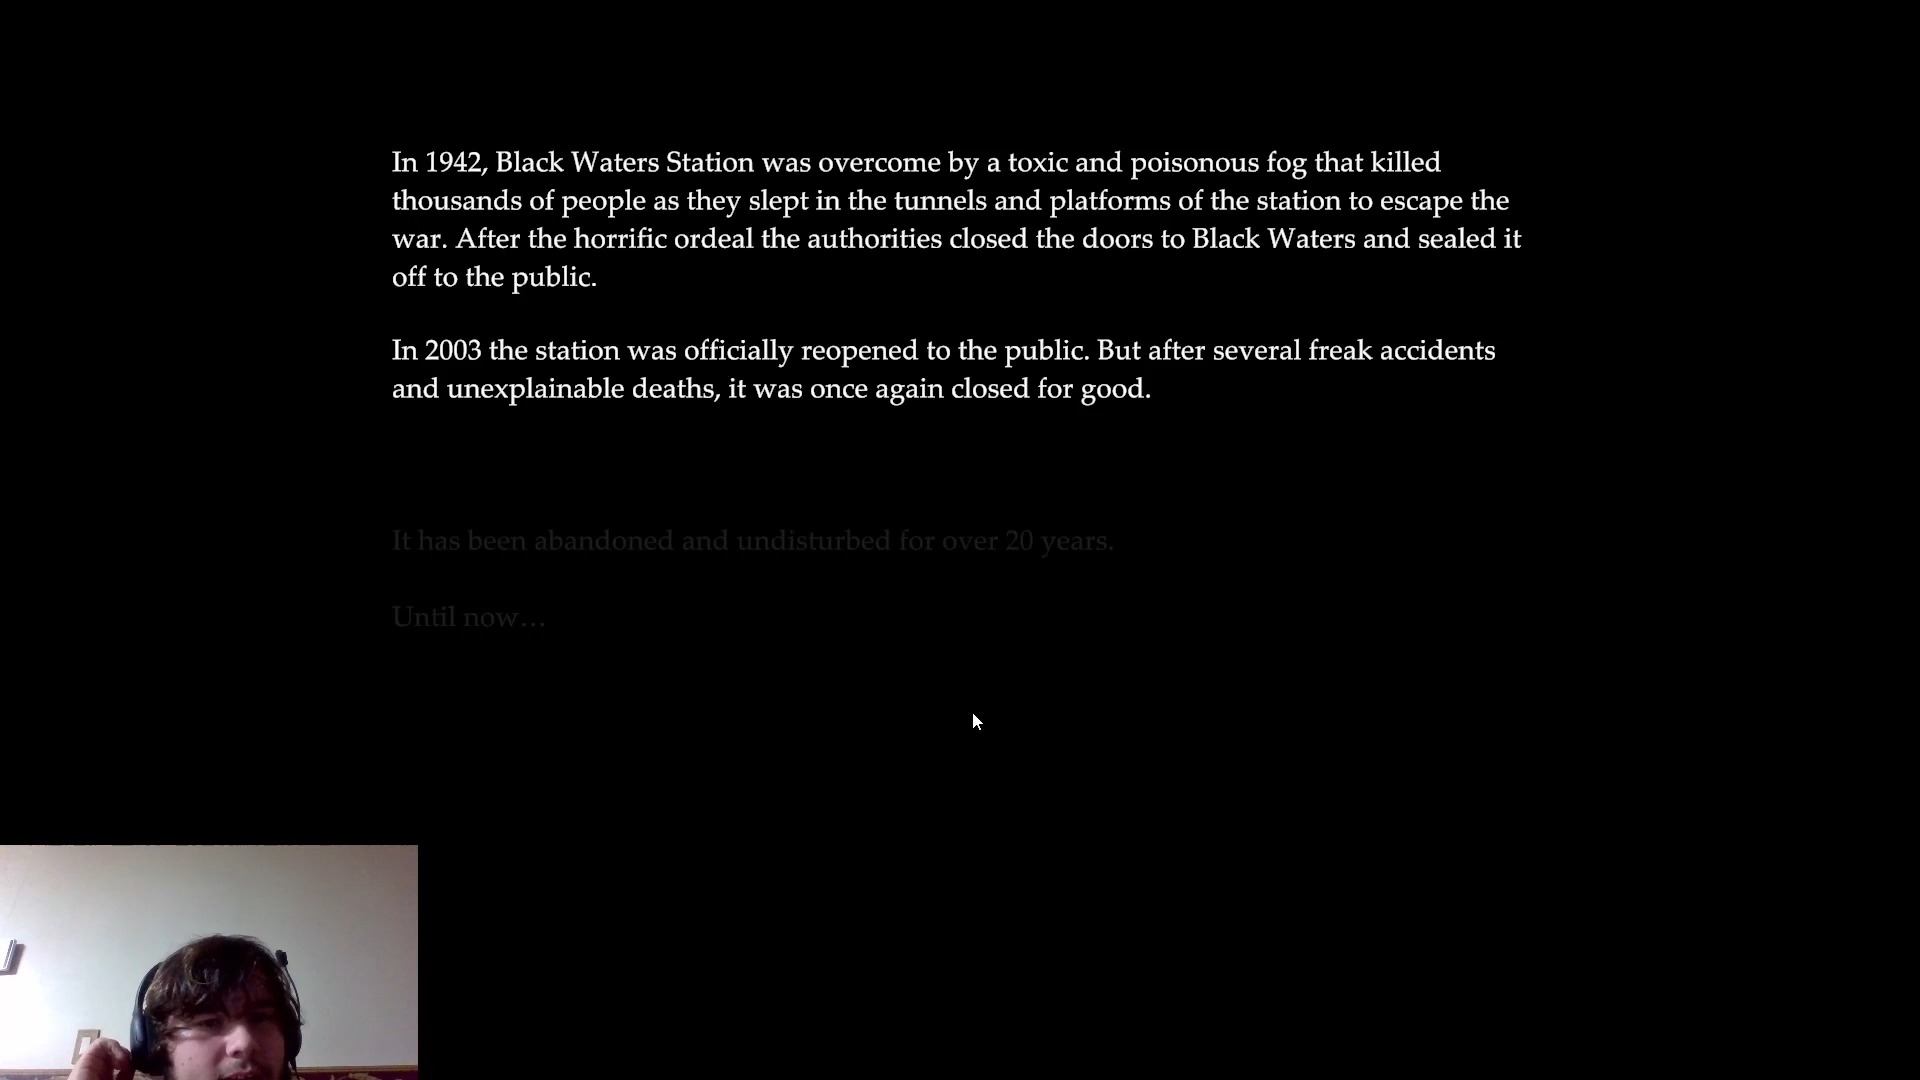 In 1942, Black Waters Station was overcome by a toxic and poisonous fog that killed
thousands of people as they slept in the tunnels and platforms of the station to escape the
war. After the horrific ordeal the authorities closed the doors to Black Waters and sealed it
off to the public.
In 2003 the station was officially reopened to the public. But after several freak accidents
and unexplainable deaths, it was once again closed for good.
It has been abandoned and undisturbed for over 20 years.
Until now…